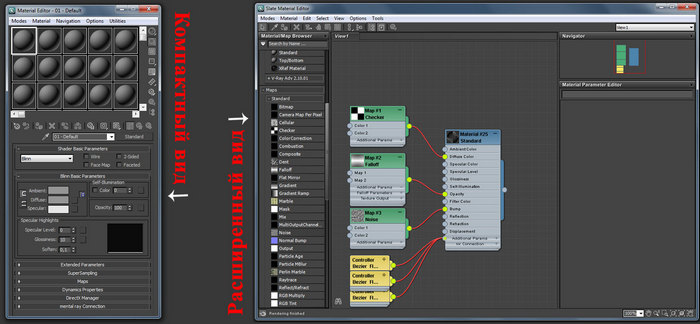 Material Editor - 01 - Default
Modes Material Navigation Options Utilities
01 - Default Standard
Shader Basic Parameters
Blinn Wire 2-Sided
Face Map Faceted
Blinn Basic Parameters
Self-Illumination
Ambient: Color 0
Diffuse:
Specular: Opacity: 100
Specular Highlights
Specular Level: 0
Glossiness: 10
Soften: 0,1
Extended Parameters
SuperSampling
Maps
Dynamics Properties
DirectX Manager
mental ray Connection
Компактный вид
Расширенный вид
Slate Material Editor
Modes Material Edit Select View Options Tools Utilities
View1
Material/Map Browser
Search by Name ...
Standard
Top/Bottom
XRef Material
+ V-Ray Adv 2.10.01
- Maps
- Standard
Bitmap
Camera Map Per Pixel
Cellular
Checker
ColorCorrection
Combustion
Composite
Dent
Falloff
Flat Mirror
Gradient
Gradient Ramp
Marble
Mask
Mix
MultiOutputChannel...
Noise
Normal Bump
Output
Particle Age
Particle MBlur
Perlin Marble
Raytrace
Reflect/Refract
RGB Multiply
RGB Tint
View1
Map #1
Checker
Color 1
Color 2
Additional Params
Map #2
Falloff
Map 1
Map 2
Additional Params
Falloff Parameters
Texture Output
Map #3
Noise
Color 1
Color 2
Additional Params
Controller
Bezier_Fl...
Controller
Bezier_Fl...
Controller
Bezier_Fl...
Material #25
Standard
Ambient Color
Diffuse Color
Specular Color
Specular Level
Glossiness
Self-Illumination
Opacity
Filter Color
Bump
Reflection
Refraction
Displacement
Additional Params
mr Connection
Navigator
Material Parameter Editor
Rendering finished
100%